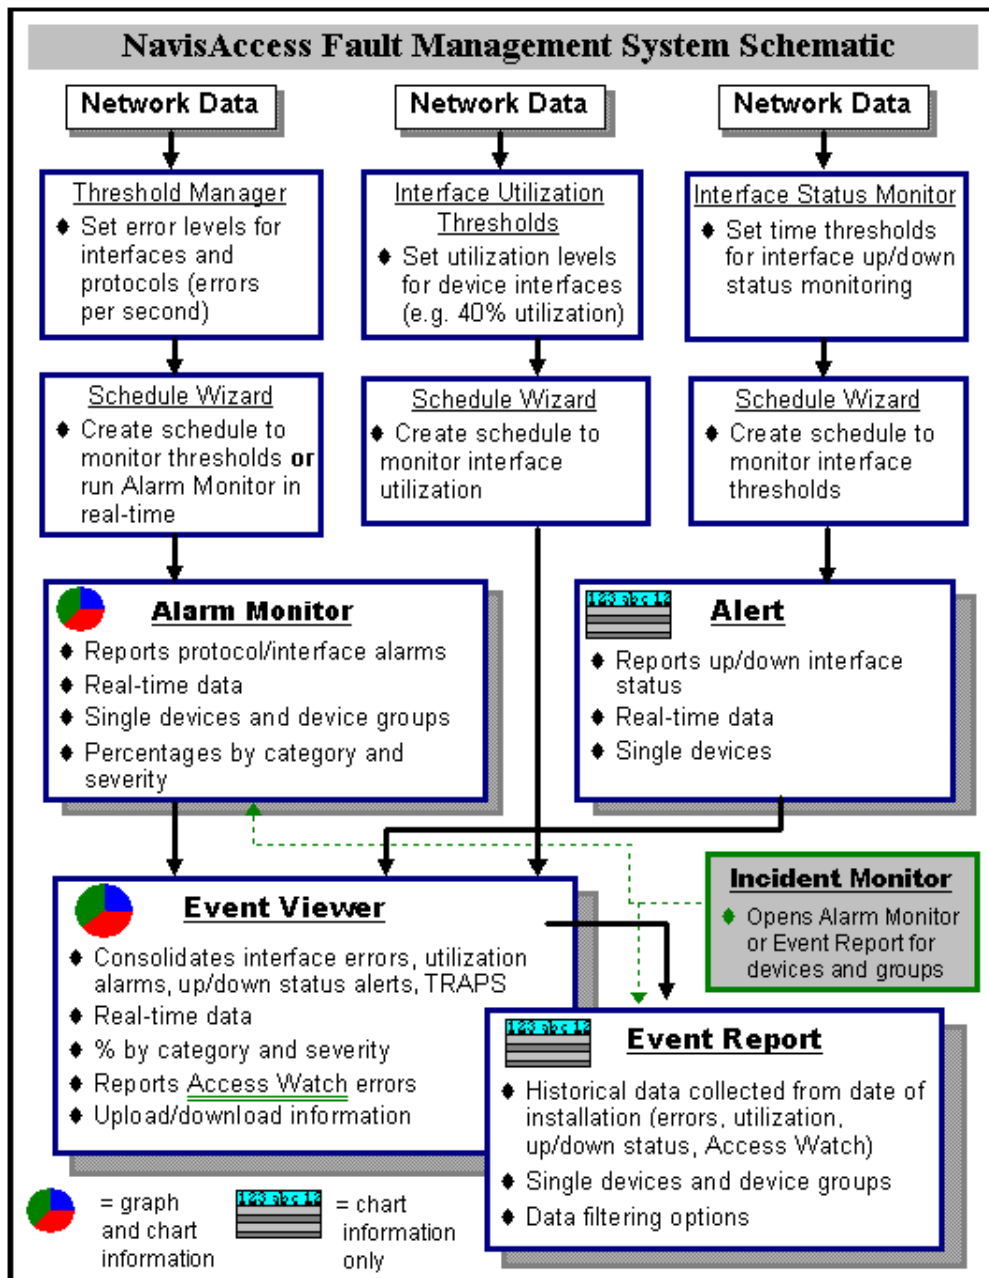 NavisAccess Fault Management System Schematic
Network Data
Network Data
Network Data
Threshold Manager
♦ Set error levels for
interfaces and
protocols (errors
per second)
Interface Utilization
Thresholds
♦ Set utilization levels
for device interfaces
(e.g. 40% utilization)
Interface Status Monitor
♦ Set time thresholds
for interface up/down
status monitoring
Schedule Wizard
♦ Create schedule to
monitor thresholds or
run Alarm Monitor in
real-time
Schedule Wizard
♦ Create schedule to
monitor interface
utilization
Schedule Wizard
♦ Create schedule to
monitor interface
thresholds
Alarm Monitor
♦ Reports protocol/interface alarms
♦ Real-time data
♦ Single devices and device groups
♦ Percentages by category and
severity
123 abc 12
Alert
♦ Reports up/down interface
status
♦ Real-time data
♦ Single devices
Incident Monitor
♦ Opens Alarm Monitor
or Event Report for
devices and groups
Event Viewer
♦ Consolidates interface errors, utilization
alarms, up/down status alerts, TRAPS
♦ Real-time data
♦ % by category and severity
♦ Reports Access Watch errors
♦ Upload/download information
123 abc 12
Event Report
♦ Historical data collected from date of
installation (errors, utilization,
up/down status, Access Watch)
♦ Single devices and device groups
♦ Data filtering options
= graph
and chart
information
123 abc 12
= chart
information
only